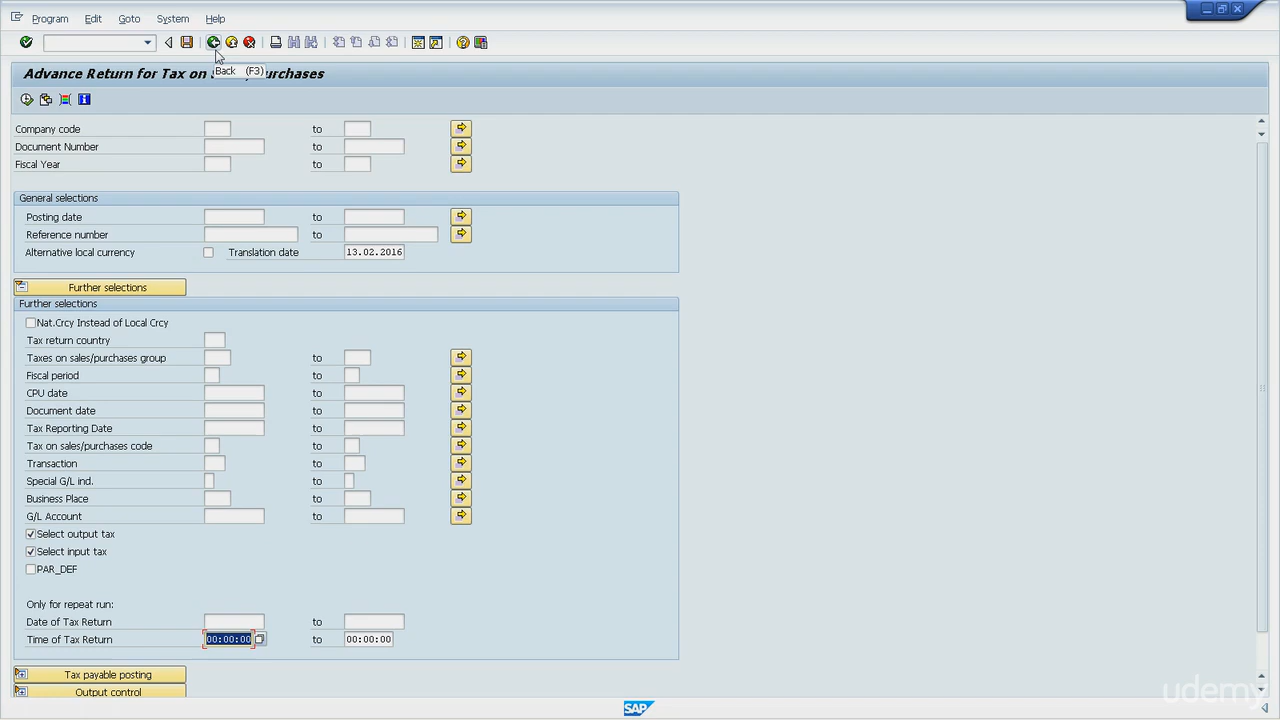 Program Edit Goto System Help
Advance Return for Tax on Purchases
Back (F3)
Company code to
Document Number to
Fiscal Year to
General selections
Posting date to
Reference number to
Alternative local currency Translation date 13.02.2016
Further selections
Further selections
Nat.Crcy Instead of Local Crcy
Tax return country
Taxes on sales/purchases group to
Fiscal period to
CPU date to
Document date to
Tax Reporting Date to
Tax on sales/purchases code to
Transaction to
Special G/L ind. to
Business Place to
G/L Account to
Select output tax
Select input tax
PAR_DEF
Only for repeat run:
Date of Tax Return to
Time of Tax Return 00:00:00 to 00:00:00
Tax payable posting
Output control
udemy
SAP